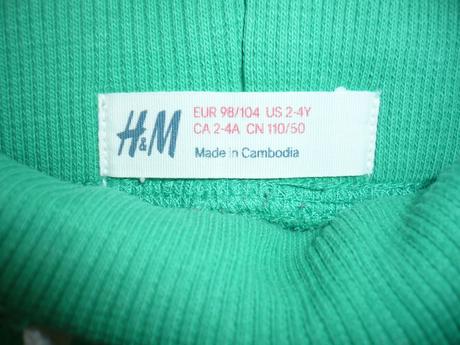 H&M
EUR 98/104 US 2-4Y
CA 2-4A CN 110/50
Made in Cambodia